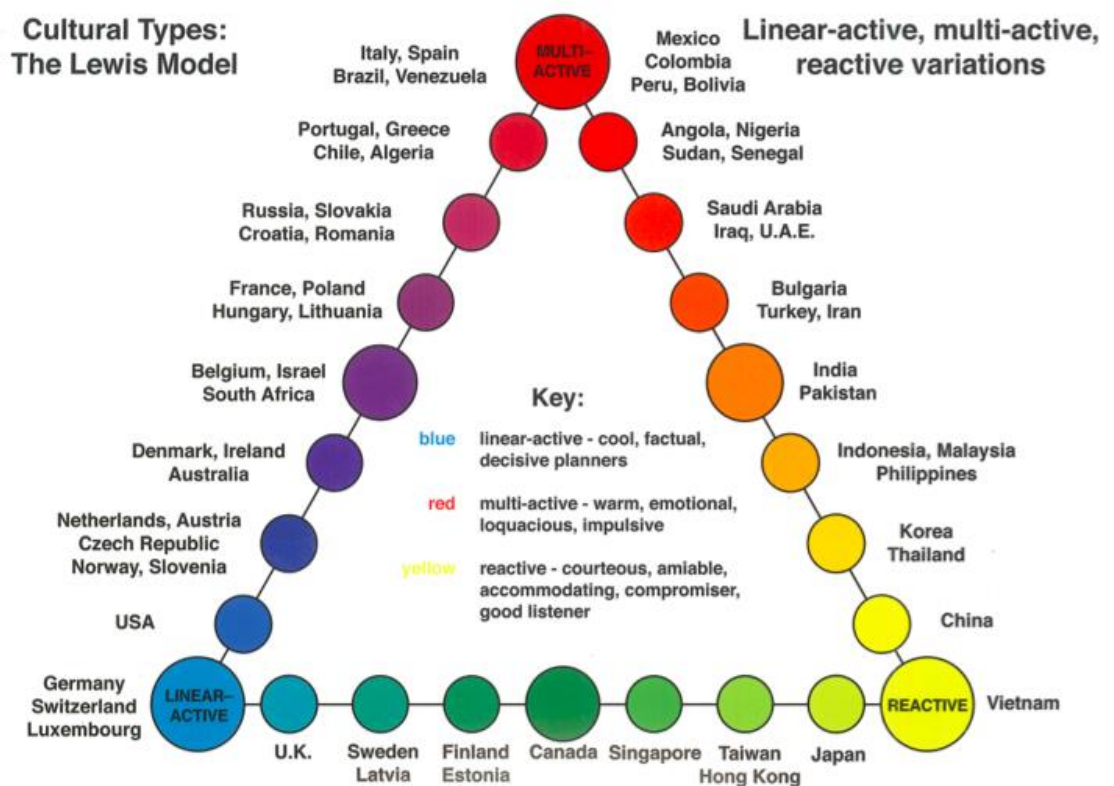 Cultural Types:
The Lewis Model
Linear-active, multi-active,
reactive variations
MULTI-
ACTIVE
Italy, Spain
Brazil, Venezuela
Mexico
Colombia
Peru, Bolivia
Portugal, Greece
Chile, Algeria
Angola, Nigeria
Sudan, Senegal
Russia, Slovakia
Croatia, Romania
Saudi Arabia
Iraq, U.A.E.
France, Poland
Hungary, Lithuania
Bulgaria
Turkey, Iran
Belgium, Israel
South Africa
India
Pakistan
Denmark, Ireland
Australia
Indonesia, Malaysia
Philippines
Netherlands, Austria
Czech Republic
Norway, Slovenia
Korea
Thailand
USA
China
Key:
blue linear-active - cool, factual,
decisive planners
red multi-active - warm, emotional,
loquacious, impulsive
yellow reactive - courteous, amiable,
accommodating, compromiser,
good listener
Germany
Switzerland
Luxembourg
LINEAR-
ACTIVE
U.K.
Sweden
Latvia
Finland
Estonia
Canada
Singapore
Taiwan
Hong Kong
Japan
REACTIVE
Vietnam